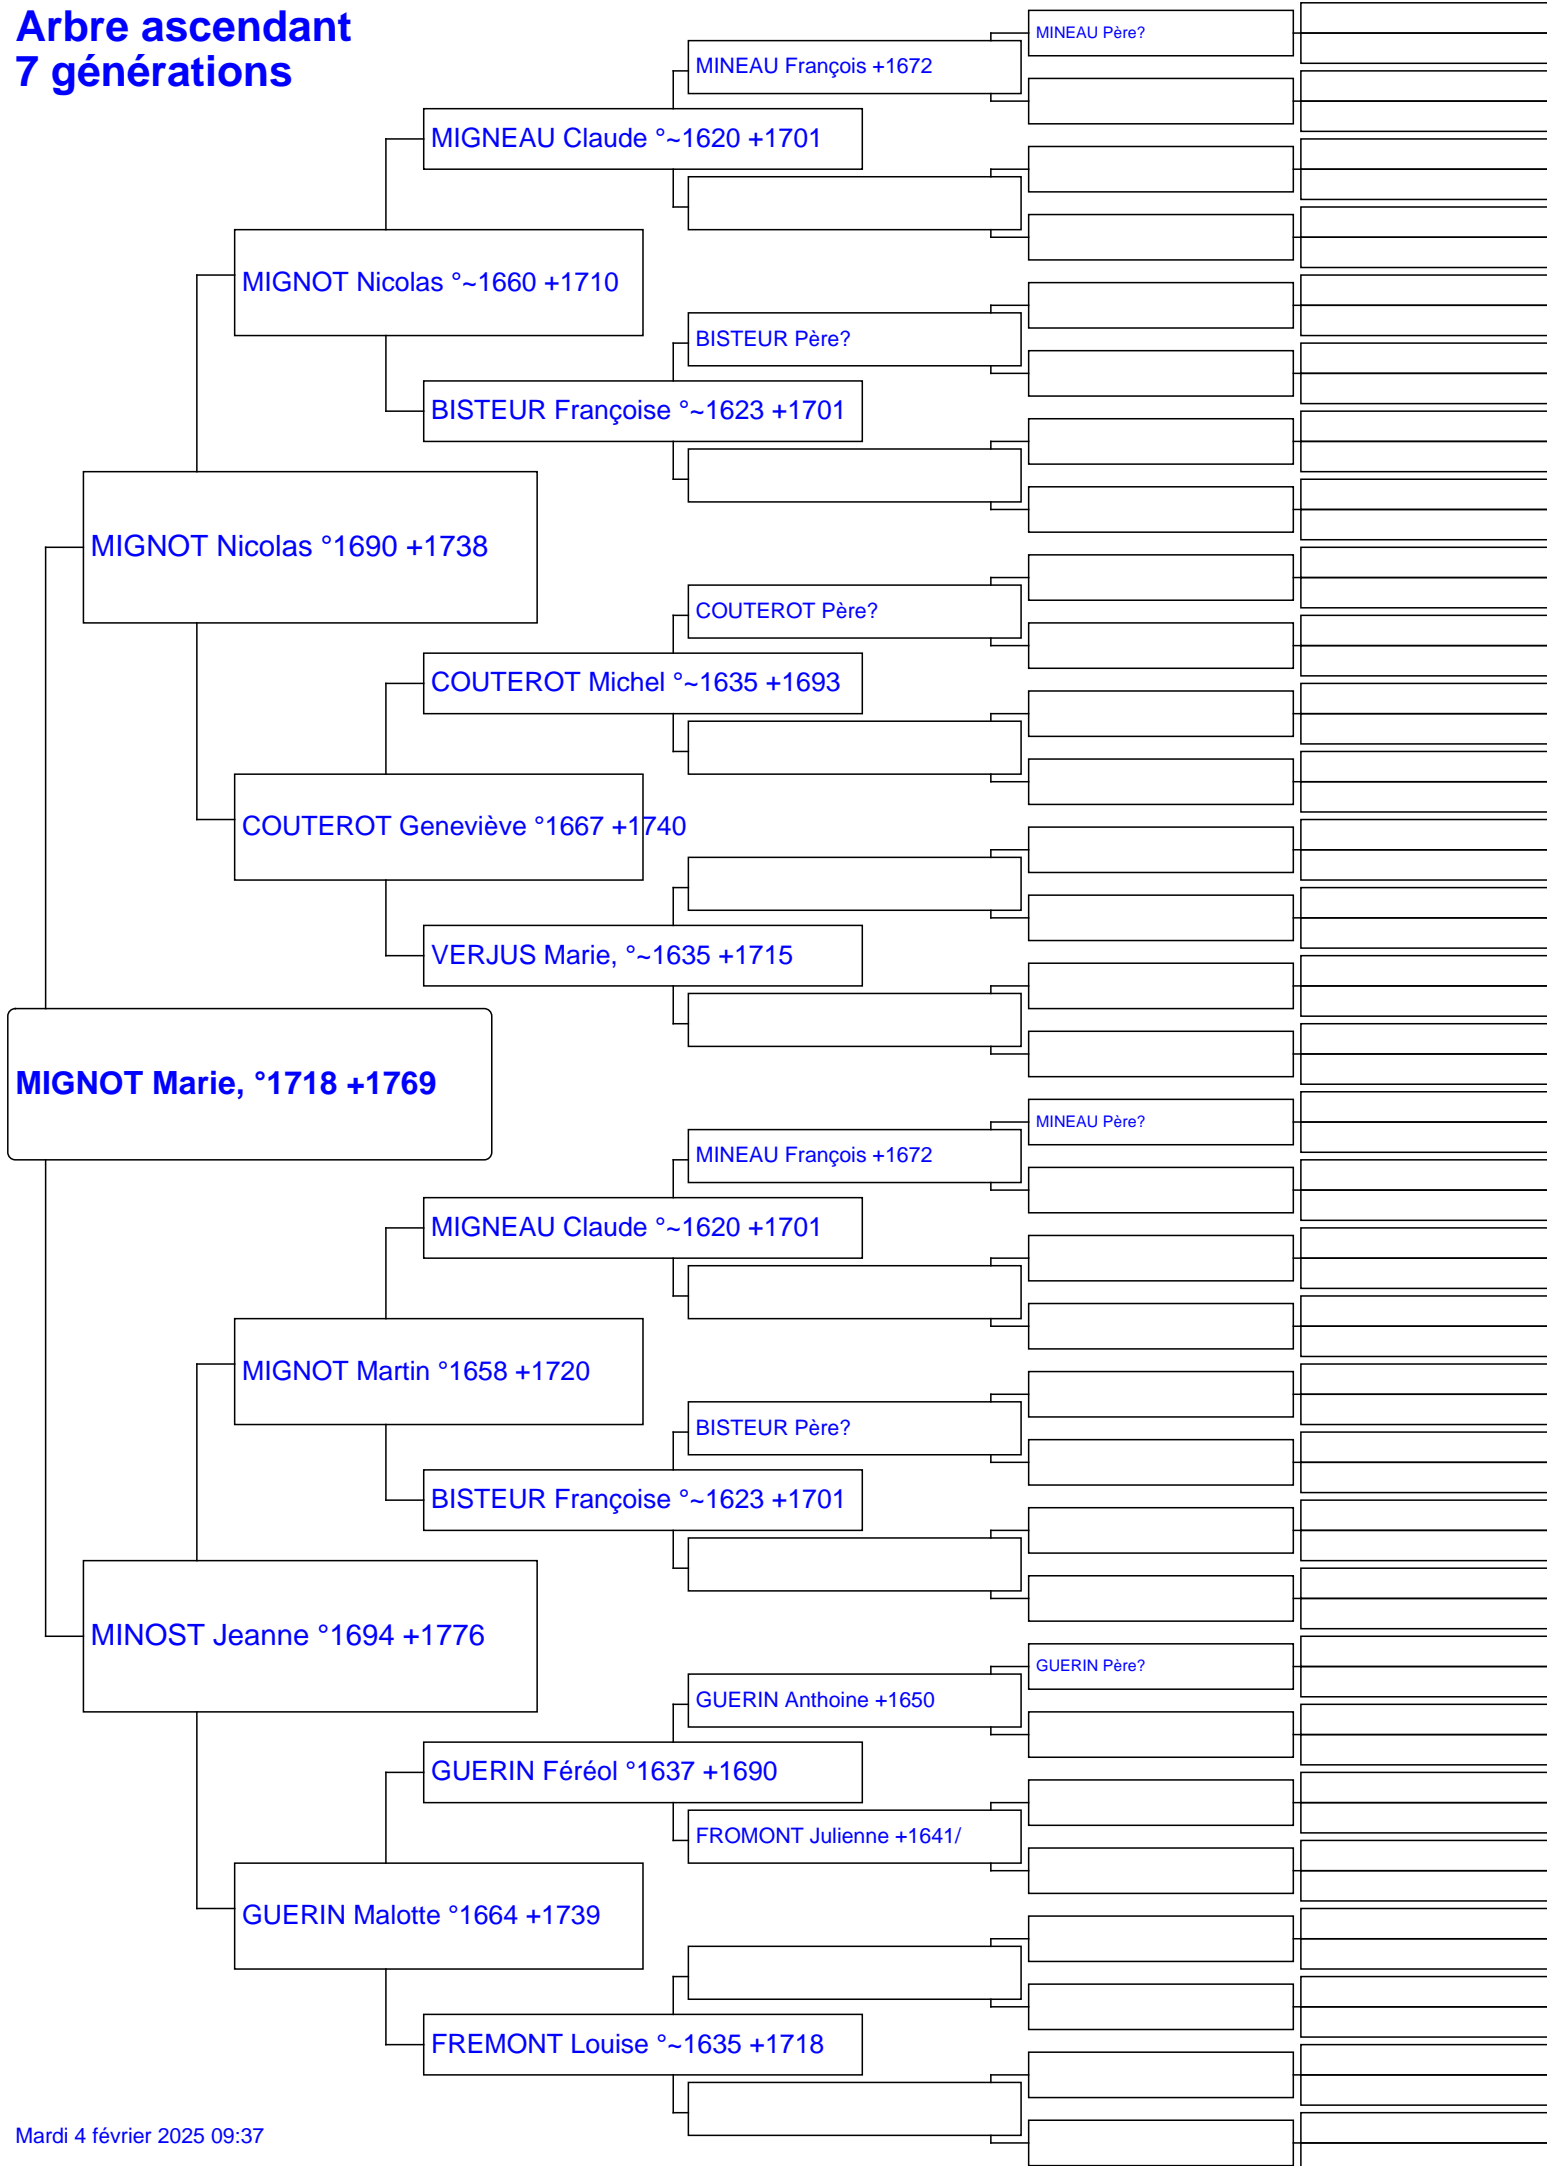 Arbre ascendant
7 générations
MINEAU Père?
MINEAU François +1672
MIGNEAU Claude °~1620 +1701
MIGNOT Nicolas °~1660 +1710
BISTEUR Père?
BISTEUR Françoise °~1623 +1701
MIGNOT Nicolas °1690 +1738
COUTEROT Père?
COUTEROT Michel °~1635 +1693
COUTEROT Geneviève °1667 +1740
VERJUS Marie, °~1635 +1715
MIGNOT Marie, °1718 +1769
MINEAU Père?
MINEAU François +1672
MIGNEAU Claude °~1620 +1701
MIGNOT Martin °1658 +1720
BISTEUR Père?
BISTEUR Françoise °~1623 +1701
MINOST Jeanne °1694 +1776
GUERIN Père?
GUERIN Anthoine +1650
GUERIN Féréol °1637 +1690
FROMONT Julienne +1641/
GUERIN Malotte °1664 +1739
FREMONT Louise °~1635 +1718
Mardi 4 février 2025 09:37